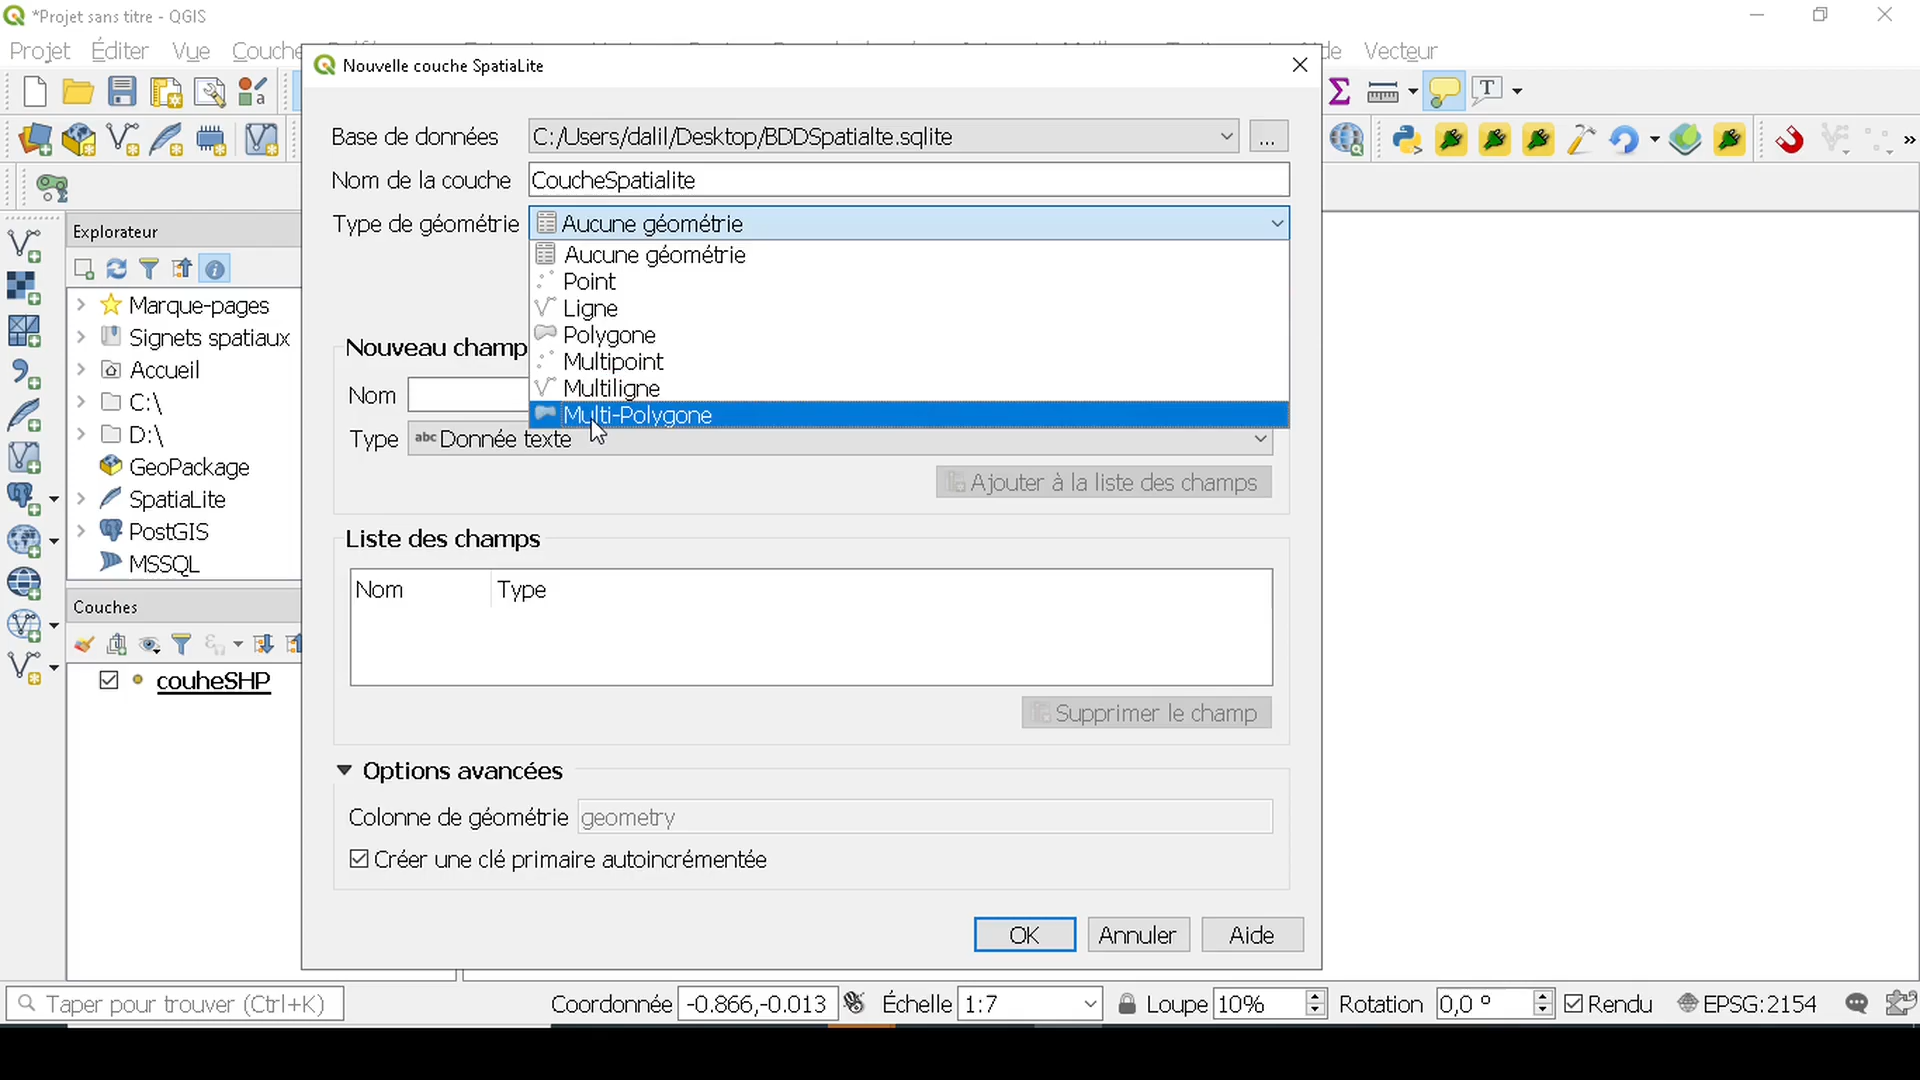 *Projet sans titre - QGIS
Projet Éditer Vue Couche Aide Vecteur
Nouvelle couche SpatiaLite
Base de données C:/Users/dalil/Desktop/BDDSpatialte.sqlite ...
Nom de la couche CoucheSpatialite
Type de géométrie Aucune géométrie
Aucune géométrie
Point
Ligne
Polygone
Multipoint
Multiligne
Multi-Polygone
Nouveau champ
Nom
Type abc Donnée texte
Ajouter à la liste des champs
Liste des champs
Nom Type
Supprimer le champ
Options avancées
Colonne de géométrie geometry
Créer une clé primaire autoincrémentée
OK Annuler Aide
Explorateur
Marque-pages
Signets spatiaux
Accueil
C:\
D:\
GeoPackage
SpatiaLite
PostGIS
MSSQL
Couches
couheSHP
Taper pour trouver (Ctrl+K) Coordonnée -0.866,-0.013 Échelle 1:7 Loupe 10% Rotation 0,0 ° Rendu EPSG:2154